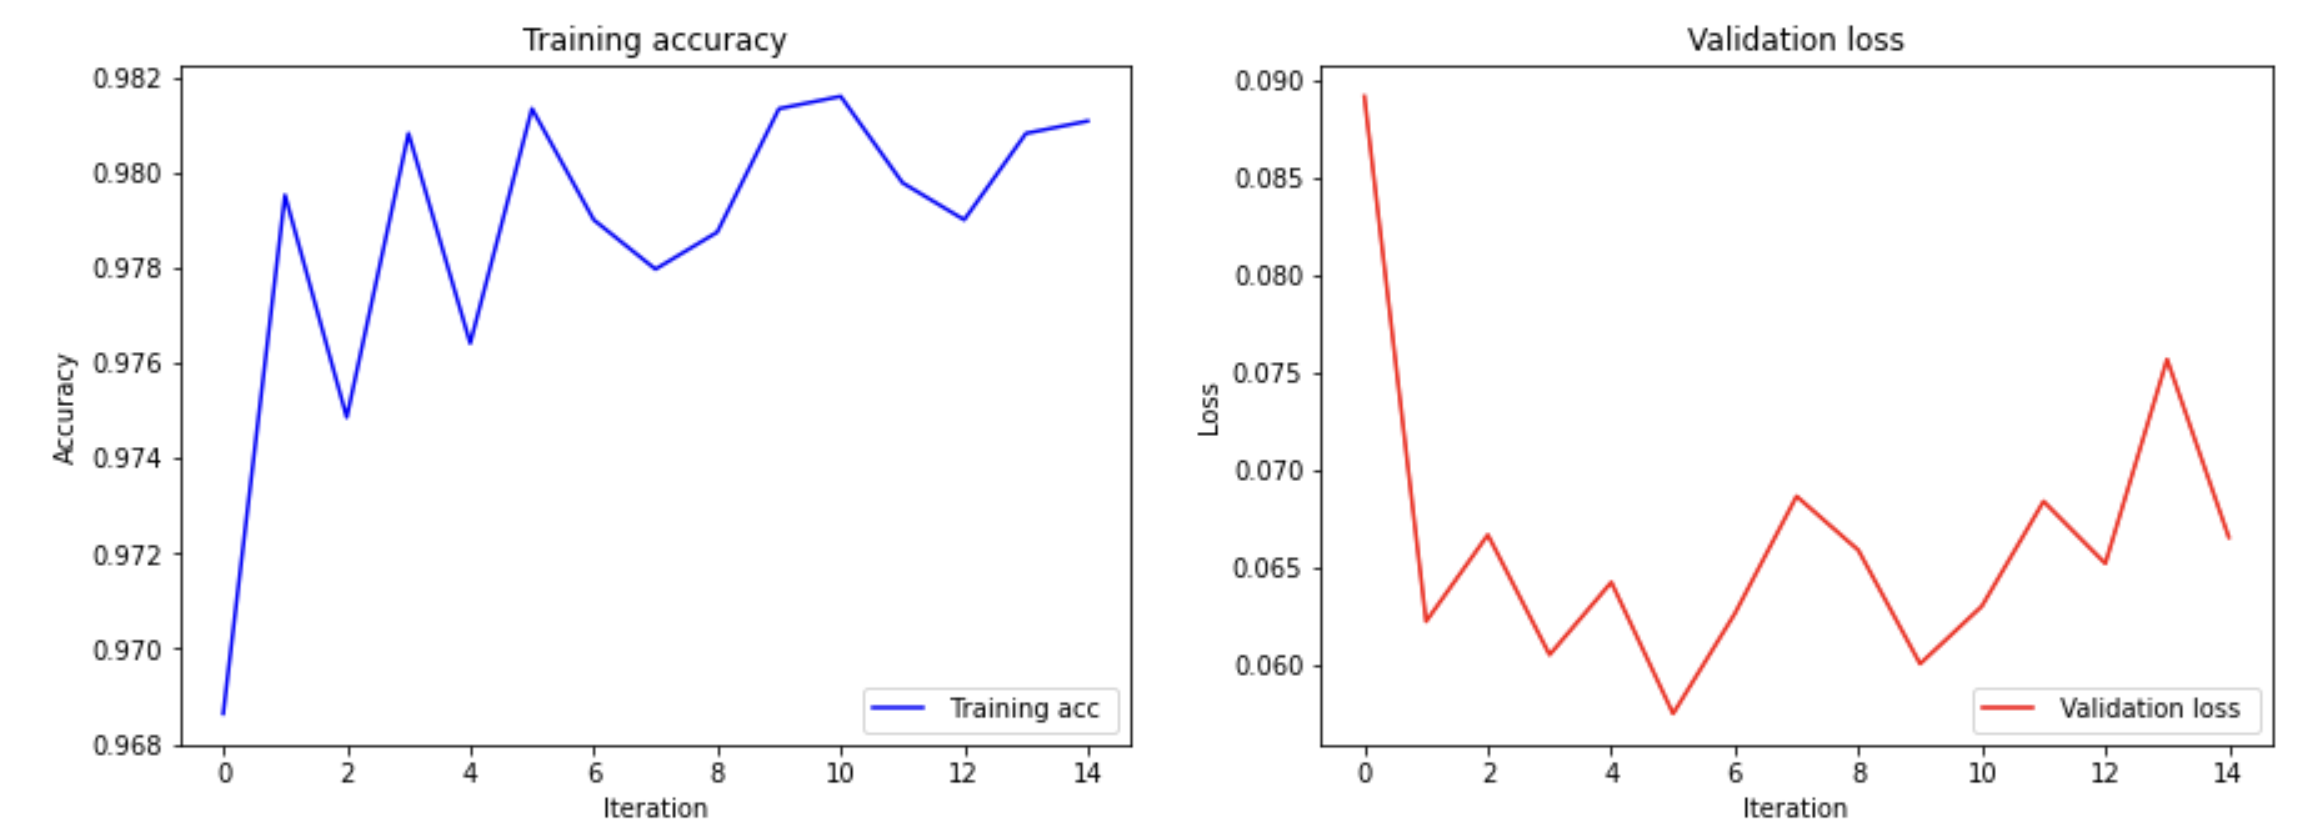 Training accuracy
0.982
0.980
0.978
0.976
0.974
0.972
0.970
0.968
Accuracy
0 2 4 6 8 10 12 14
Iteration
Training acc
Validation loss
0.090
0.085
0.080
0.075
0.070
0.065
0.060
Loss
0 2 4 6 8 10 12 14
Iteration
Validation loss